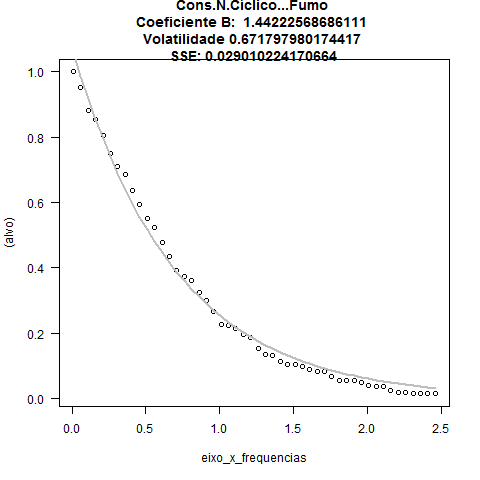 Cons.N.Ciclico...Fumo
Coeficiente B:  1.44222568686111
Volatilidade 0.671797980174417
SSE: 0.029010224170664
1.0
0.8
0.6
0.4
0.2
0.0
(alvo)
0.0 0.5 1.0 1.5 2.0 2.5
eixo_x_frequencias